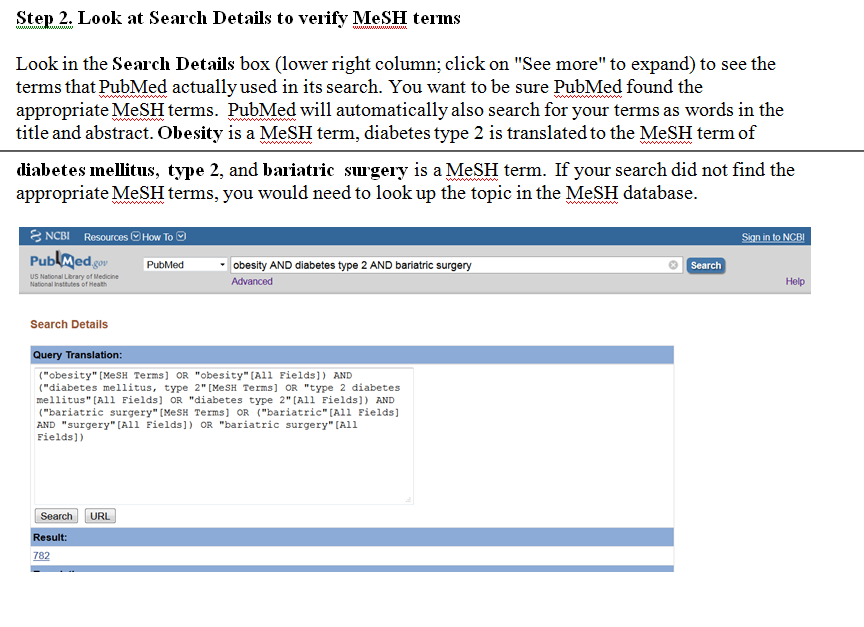 Step 2. Look at Search Details to verify MeSH terms
Look in the Search Details box (lower right column; click on "See more" to expand) to see the
terms that PubMed actually used in its search. You want to be sure PubMed found the
appropriate MeSH terms. PubMed will automatically also search for your terms as words in the
title and abstract. Obesity is a MeSH term, diabetes type 2 is translated to the MeSH term of
diabetes mellitus, type 2, and bariatric surgery is a MeSH term. If your search did not find the
appropriate MeSH terms, you would need to look up the topic in the MeSH database.
NCBI Resources How To Sign in to NCBI
PubMed.gov
US National Library of Medicine
National Institutes of Health
PubMed
obesity AND diabetes type 2 AND bariatric surgery
Search
Advanced
Help
Search Details
Query Translation:
("obesity"[MeSH Terms] OR "obesity"[All Fields]) AND
("diabetes mellitus, type 2"[MeSH Terms] OR "type 2 diabetes
mellitus"[All Fields] OR "diabetes type 2"[All Fields]) AND
("bariatric surgery"[MeSH Terms] OR ("bariatric"[All Fields]
AND "surgery"[All Fields]) OR "bariatric surgery"[All
Fields])
Search URL
Result:
782